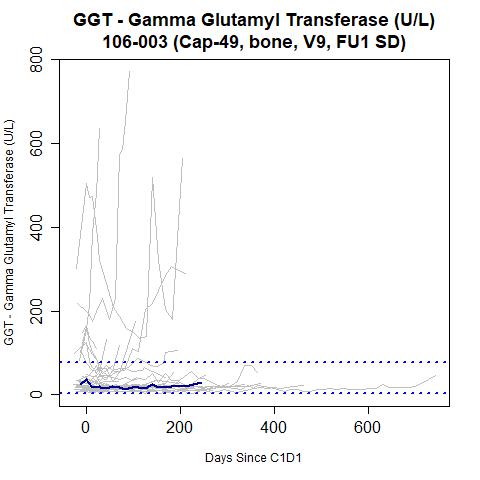 GGT - Gamma Glutamyl Transferase (U/L)
106-003 (Cap-49, bone, V9, FU1 SD)
GGT - Gamma Glutamyl Transferase (U/L)
800
600
400
200
0
0 200 400 600
Days Since C1D1